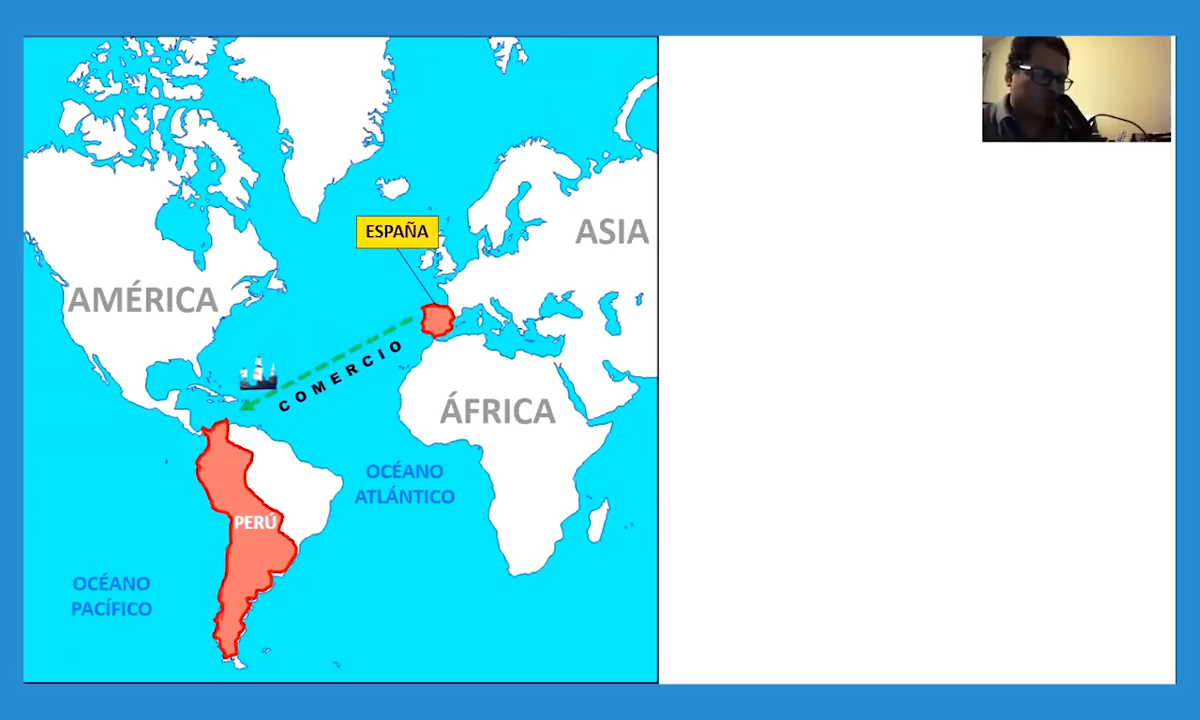 ESPAÑA
ASIA
AMÉRICA
COMERCIO
ÁFRICA
OCÉANO
ATLÁNTICO
PERÚ
OCÉANO
PACÍFICO